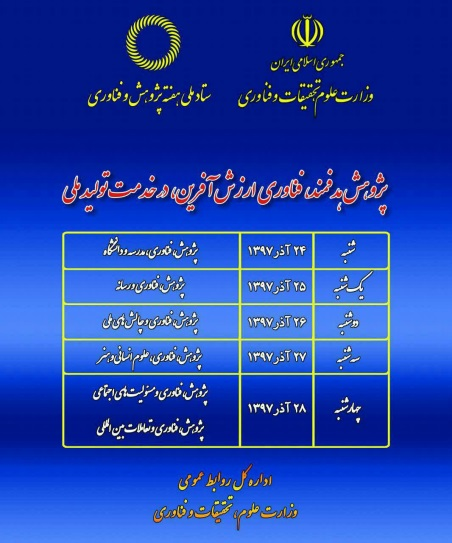 جمهوری اسلامی ایران
وزارت علوم تحقیقات و فناوری
ستاد ملی هفته پژوهش و فناوری
پژوهش هدفمند، فناوری ارزش آفرین، در خدمت تولید ملی
شنبه ۲۴ آذر ۱۳۹۷ پژوهش، فناوری، مدرسه و دانشگاه
یک شنبه ۲۵ آذر ۱۳۹۷ پژوهش، فناوری و رسانه
دوشنبه ۲۶ آذر ۱۳۹۷ پژوهش، فناوری و چالش های ملی
سه شنبه ۲۷ آذر ۱۳۹۷ پژوهش، فناوری، علوم انسانی و هنر
چهارشنبه ۲۸ آذر ۱۳۹۷ پژوهش، فناوری و مسئولیت های اجتماعی
پژوهش، فناوری و تعاملات بین المللی
اداره کل روابط عمومی
وزارت علوم، تحقیقات و فناوری